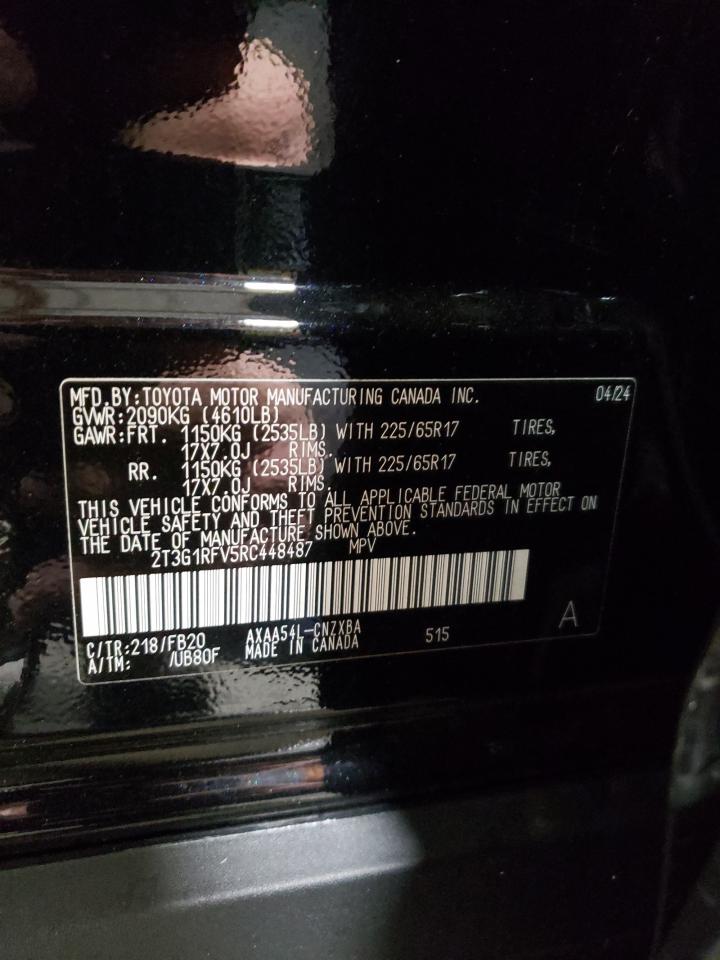 MFD.BY:TOYOTA MOTOR MANUFACTURING CANADA INC. 04/24
GVWR:2090KG (4610LB)
GAWR:FRT. 1150KG (2535LB) WITH 225/65R17 TIRES,
17X7.0J RIMS.
RR. 1150KG (2535LB) WITH 225/65R17 TIRES,
17X7.0J RIMS.
THIS VEHICLE CONFORMS TO ALL APPLICABLE FEDERAL MOTOR
VEHICLE SAFETY AND THEFT PREVENTION STANDARDS IN EFFECT ON
THE DATE OF MANUFACTURE SHOWN ABOVE.
2T3G1RFV5RC448487 MPV
A
C/TR:218/FB20 AXAA54L-CNZXBA 515
A/TM: /UB80F MADE IN CANADA